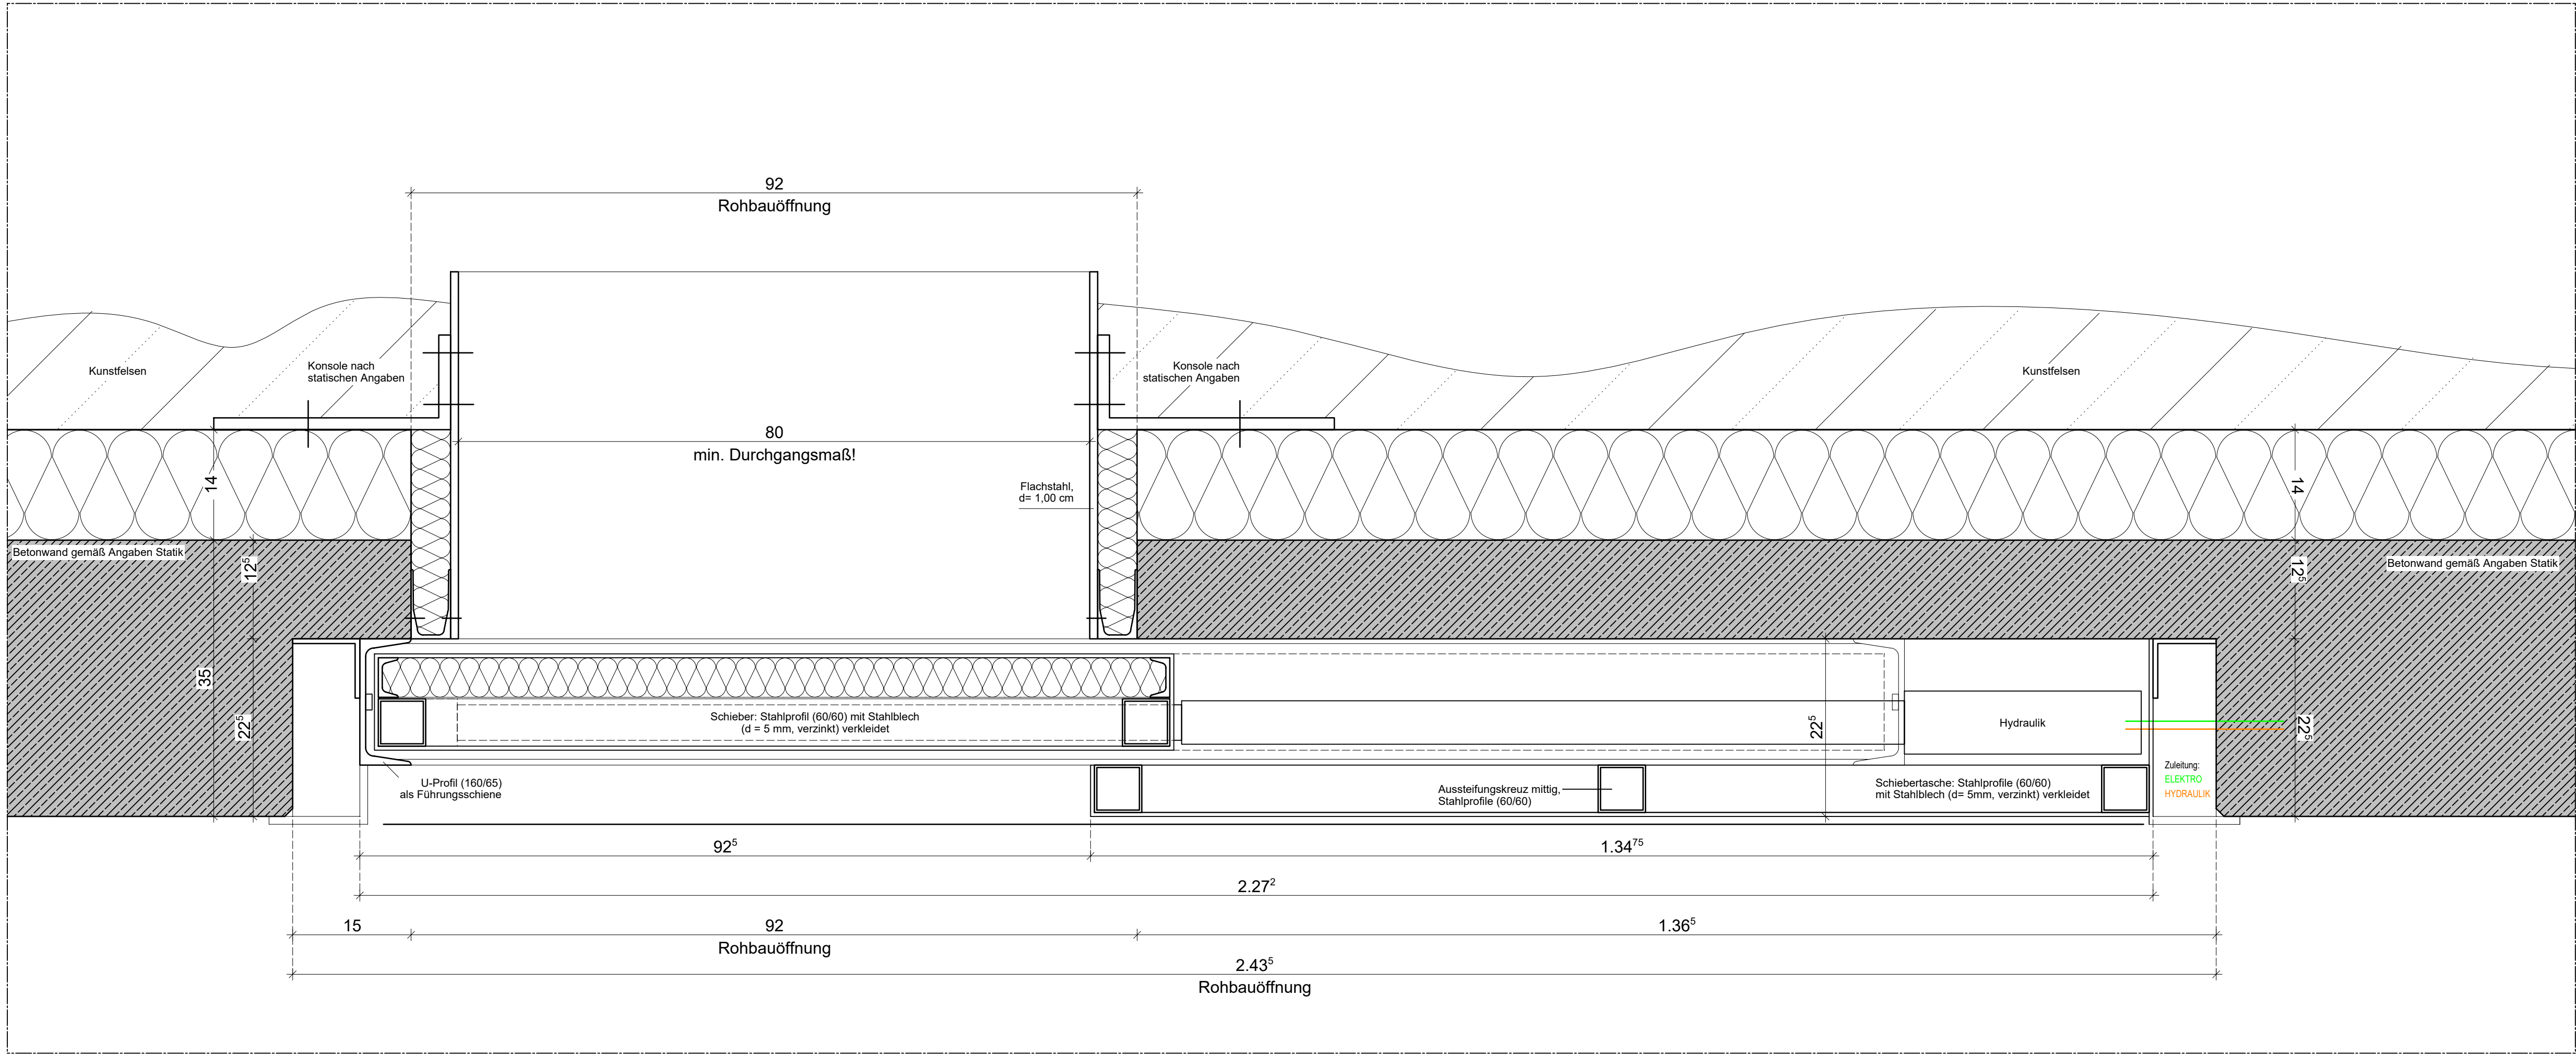 92
Rohbauöffnung
Kunstfelsen
Konsole nach
statischen Angaben
Konsole nach
statischen Angaben
Kunstfelsen
80
min. Durchgangsmaß!
14
Flachstahl,
d= 1,00 cm
14
Betonwand gemäß Angaben Statik
12⁵
Betonwand gemäß Angaben Statik
12⁵
35
22⁵
Schieber: Stahlprofil (60/60) mit Stahlblech
(d = 5 mm, verzinkt) verkleidet
22⁵
Hydraulik
22⁵
U-Profil (160/65)
als Führungsschiene
Aussteifungskreuz mittig,
Stahlprofile (60/60)
Schiebertasche: Stahlprofile (60/60)
mit Stahlblech (d= 5mm, verzinkt) verkleidet
Zuleitung:
ELEKTRO
HYDRAULIK
92⁵
1.34⁷⁵
2.27²
15
92
Rohbauöffnung
1.36⁵
2.43⁵
Rohbauöffnung